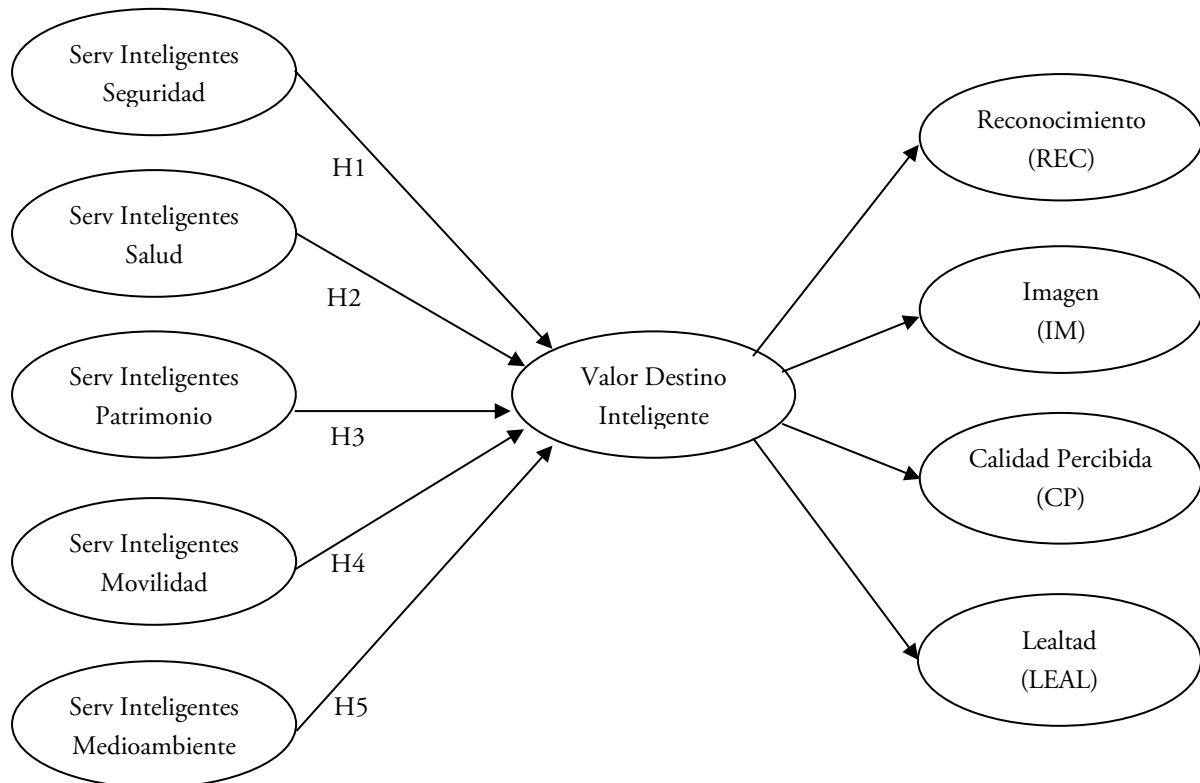 Serv Inteligentes
Seguridad
H1
Serv Inteligentes
Salud
H2
Serv Inteligentes
Patrimonio
H3
Serv Inteligentes
Movilidad
H4
Serv Inteligentes
Medioambiente
H5
Valor Destino
Inteligente
Reconocimiento
(REC)
Imagen
(IM)
Calidad Percibida
(CP)
Lealtad
(LEAL)